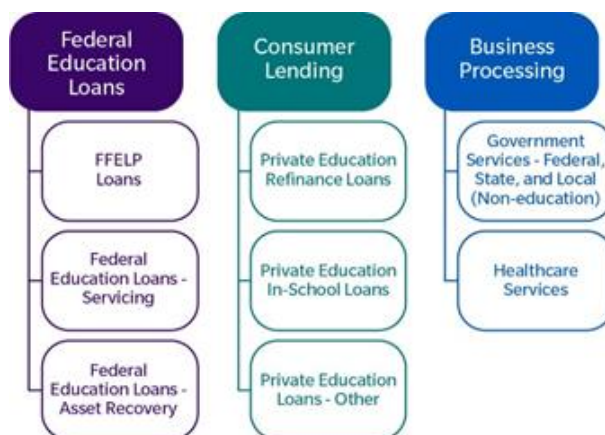 Federal
Education
Loans
FFELP
Loans
Federal
Education Loans -
Servicing
Federal
Education Loans -
Asset Recovery
Consumer
Lending
Private Education
Refinance Loans
Private Education
In-School Loans
Private Education
Loans - Other
Business
Processing
Government
Services - Federal,
State, and Local
(Non-education)
Healthcare
Services